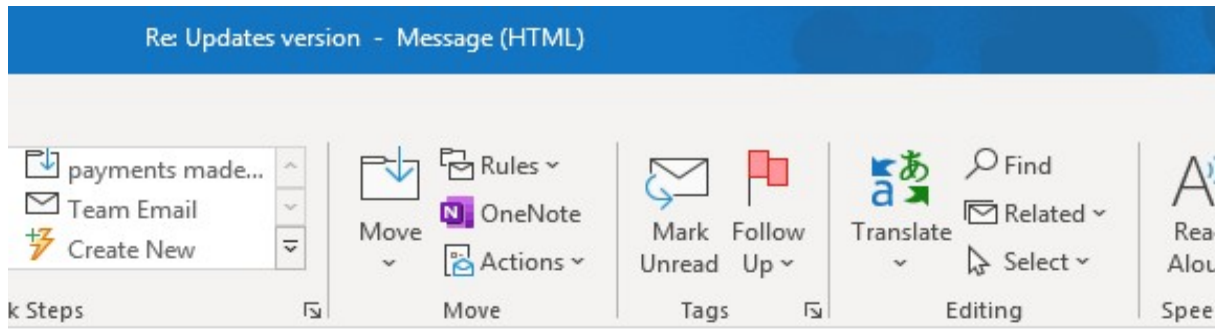 Re: Updates version - Message (HTML)
payments made...
Team Email
Create New
k Steps
Move
Rules
OneNote
Actions
Move
Mark Unread
Follow Up
Tags
Translate
Find
Related
Select
Editing
Rea
Alou
Spee